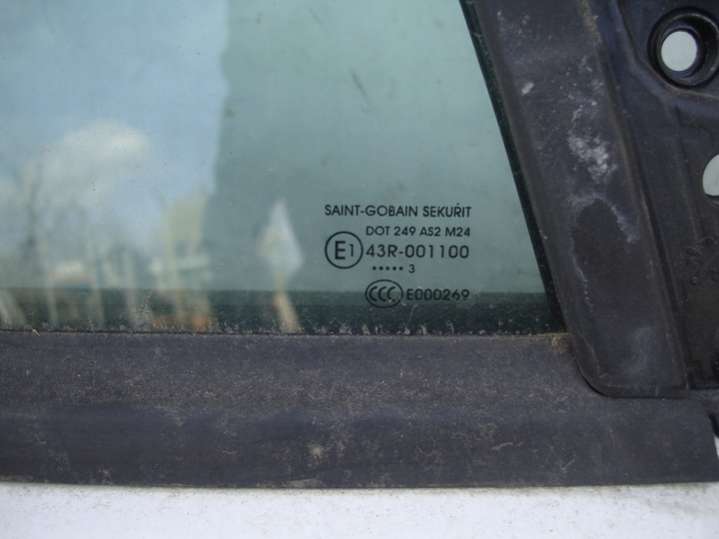 SAINT-GOBAIN SEKURIT
DOT 249 AS2 M24
E1 43R-001100
••••• 3
CCC E000269